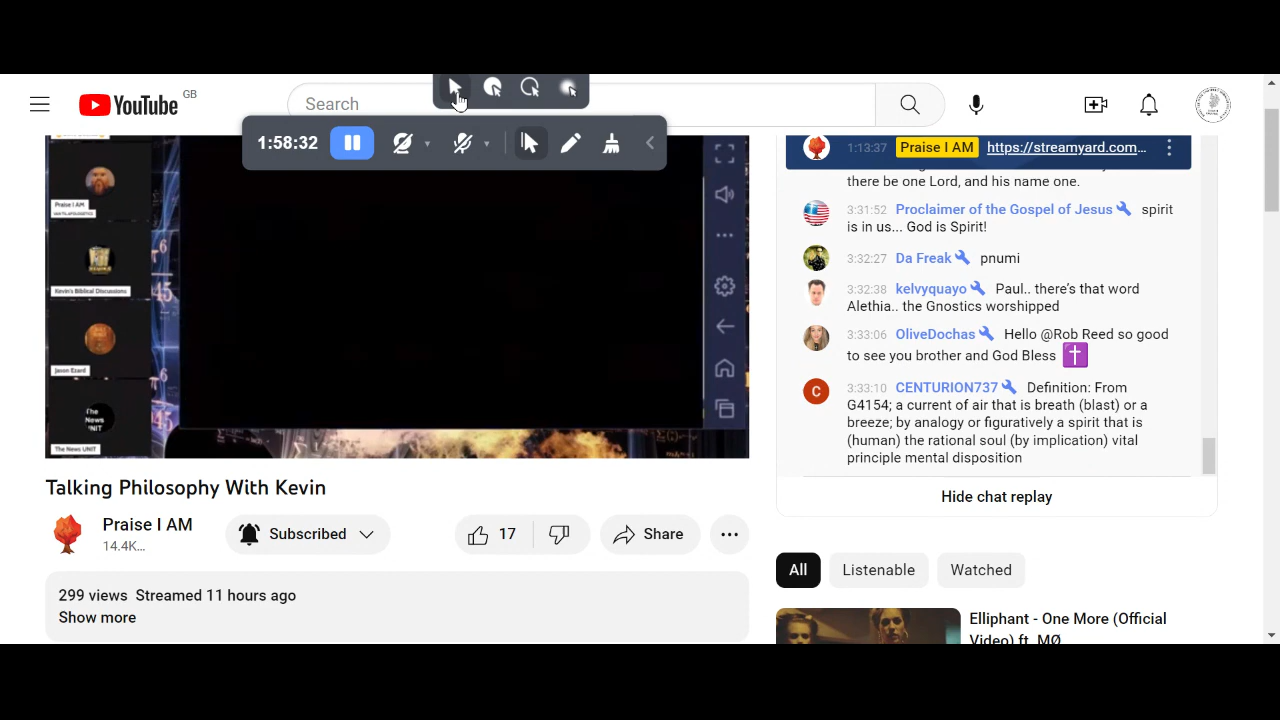 YouTube GB
Search
1:58:32
1:13:37 Praise I AM https://streamyard.com...
there be one Lord, and his name one.
3:31:52 Proclaimer of the Gospel of Jesus spirit
is in us... God is Spirit!
3:32:27 Da Freak pnumi
3:32:38 kelvyquayo Paul.. there's that word
Alethia.. the Gnostics worshipped
3:33:06 OliveDochas Hello @Rob Reed so good
to see you brother and God Bless
C 3:33:10 CENTURION737 Definition: From
G4154; a current of air that is breath (blast) or a
breeze; by analogy or figuratively a spirit that is
(human) the rational soul (by implication) vital
principle mental disposition
Hide chat replay
Praise I AM
Kevin's Biblical Discussions
Jason Ezard
The
News
UNIT
The News UNIT
Talking Philosophy With Kevin
Praise I AM
14.4K...
Subscribed
17
Share
299 views Streamed 11 hours ago
Show more
All Listenable Watched
Elliphant - One More (Official
Video) ft. MØ